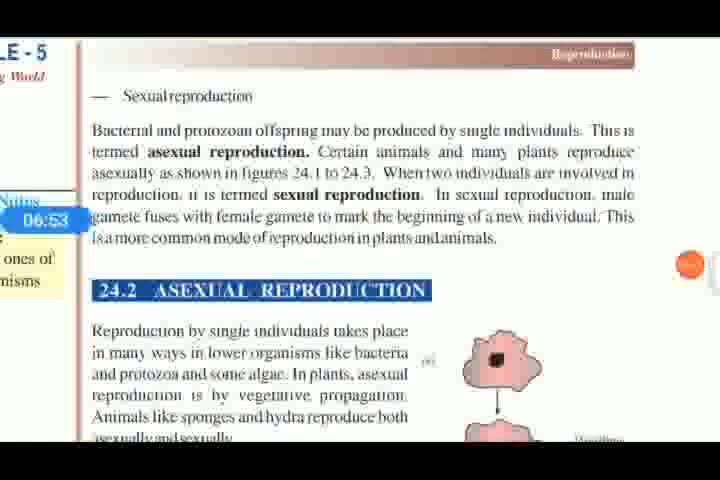 LE - 5
g World
Reproduction
— Sexual reproduction
Bacterial and protozoan offspring may be produced by single individuals. This is
termed asexual reproduction. Certain animals and many plants reproduce
asexually as shown in figures 24.1 to 24.3. When two individuals are involved in
reproduction, it is termed sexual reproduction. In sexual reproduction, male
gamete fuses with female gamete to mark the beginning of a new individual. This
is a more common mode of reproduction in plants and animals.
Notes
06:53
ones of
nisms
24.2 ASEXUAL REPRODUCTION
Reproduction by single individuals takes place
in many ways in lower organisms like bacteria
and protozoa and some algae. In plants, asexual
reproduction is by vegetative propagation.
Animals like sponges and hydra reproduce both
asexually and sexually.